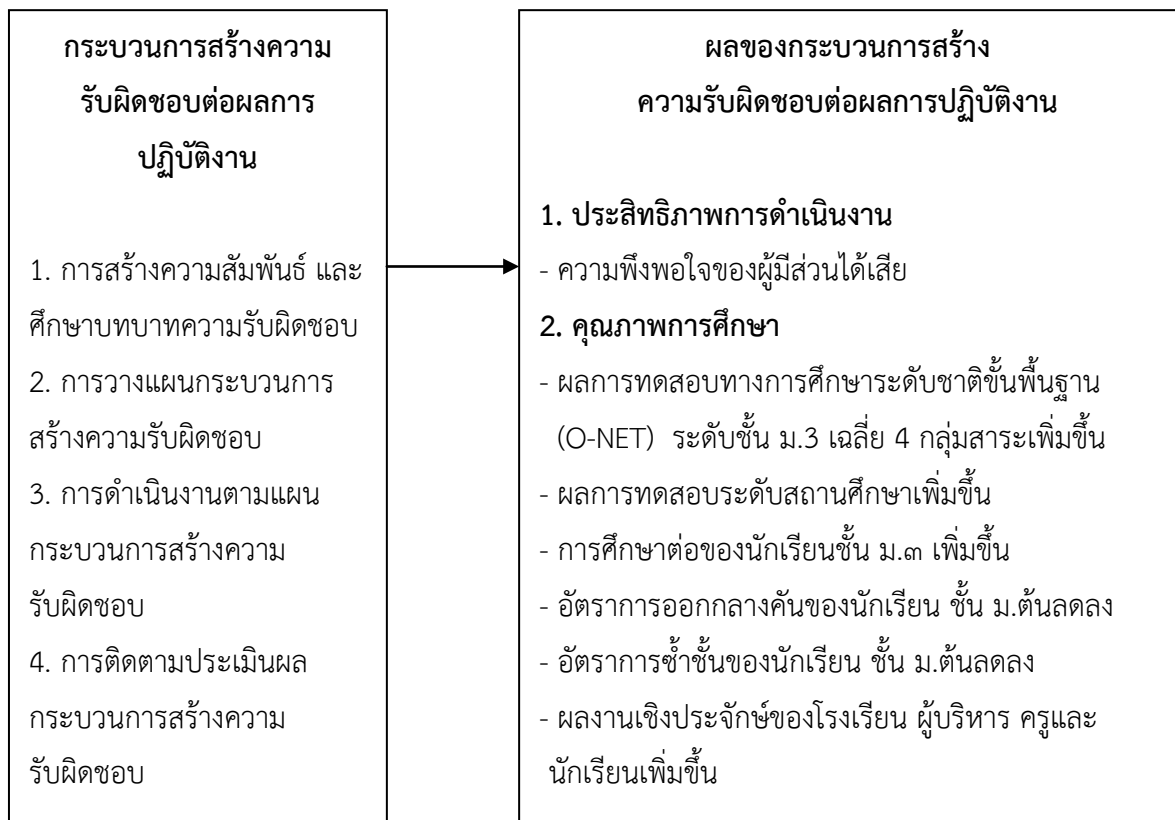 กระบวนการสร้างความ
รับผิดชอบต่อผลการ
ปฏิบัติงาน
1. การสร้างความสัมพันธ์ และ
ศึกษาบทบาทความรับผิดชอบ
2. การวางแผนกระบวนการ
สร้างความรับผิดชอบ
3. การดำเนินงานตามแผน
กระบวนการสร้างความ
รับผิดชอบ
4. การติดตามประเมินผล
กระบวนการสร้างความ
รับผิดชอบ
ผลของกระบวนการสร้าง
ความรับผิดชอบต่อผลการปฏิบัติงาน
1. ประสิทธิภาพการดำเนินงาน
- ความพึงพอใจของผู้มีส่วนได้เสีย
2. คุณภาพการศึกษา
- ผลการทดสอบทางการศึกษาระดับชาติขั้นพื้นฐาน
(O-NET) ระดับชั้น ม.3 เฉลี่ย 4 กลุ่มสาระเพิ่มขึ้น
- ผลการทดสอบระดับสถานศึกษาเพิ่มขึ้น
- การศึกษาต่อของนักเรียนชั้น ม.๓ เพิ่มขึ้น
- อัตราการออกกลางคันของนักเรียน ชั้น ม.ต้นลดลง
- อัตราการซ้ำชั้นของนักเรียน ชั้น ม.ต้นลดลง
- ผลงานเชิงประจักษ์ของโรงเรียน ผู้บริหาร ครูและ
นักเรียนเพิ่มขึ้น